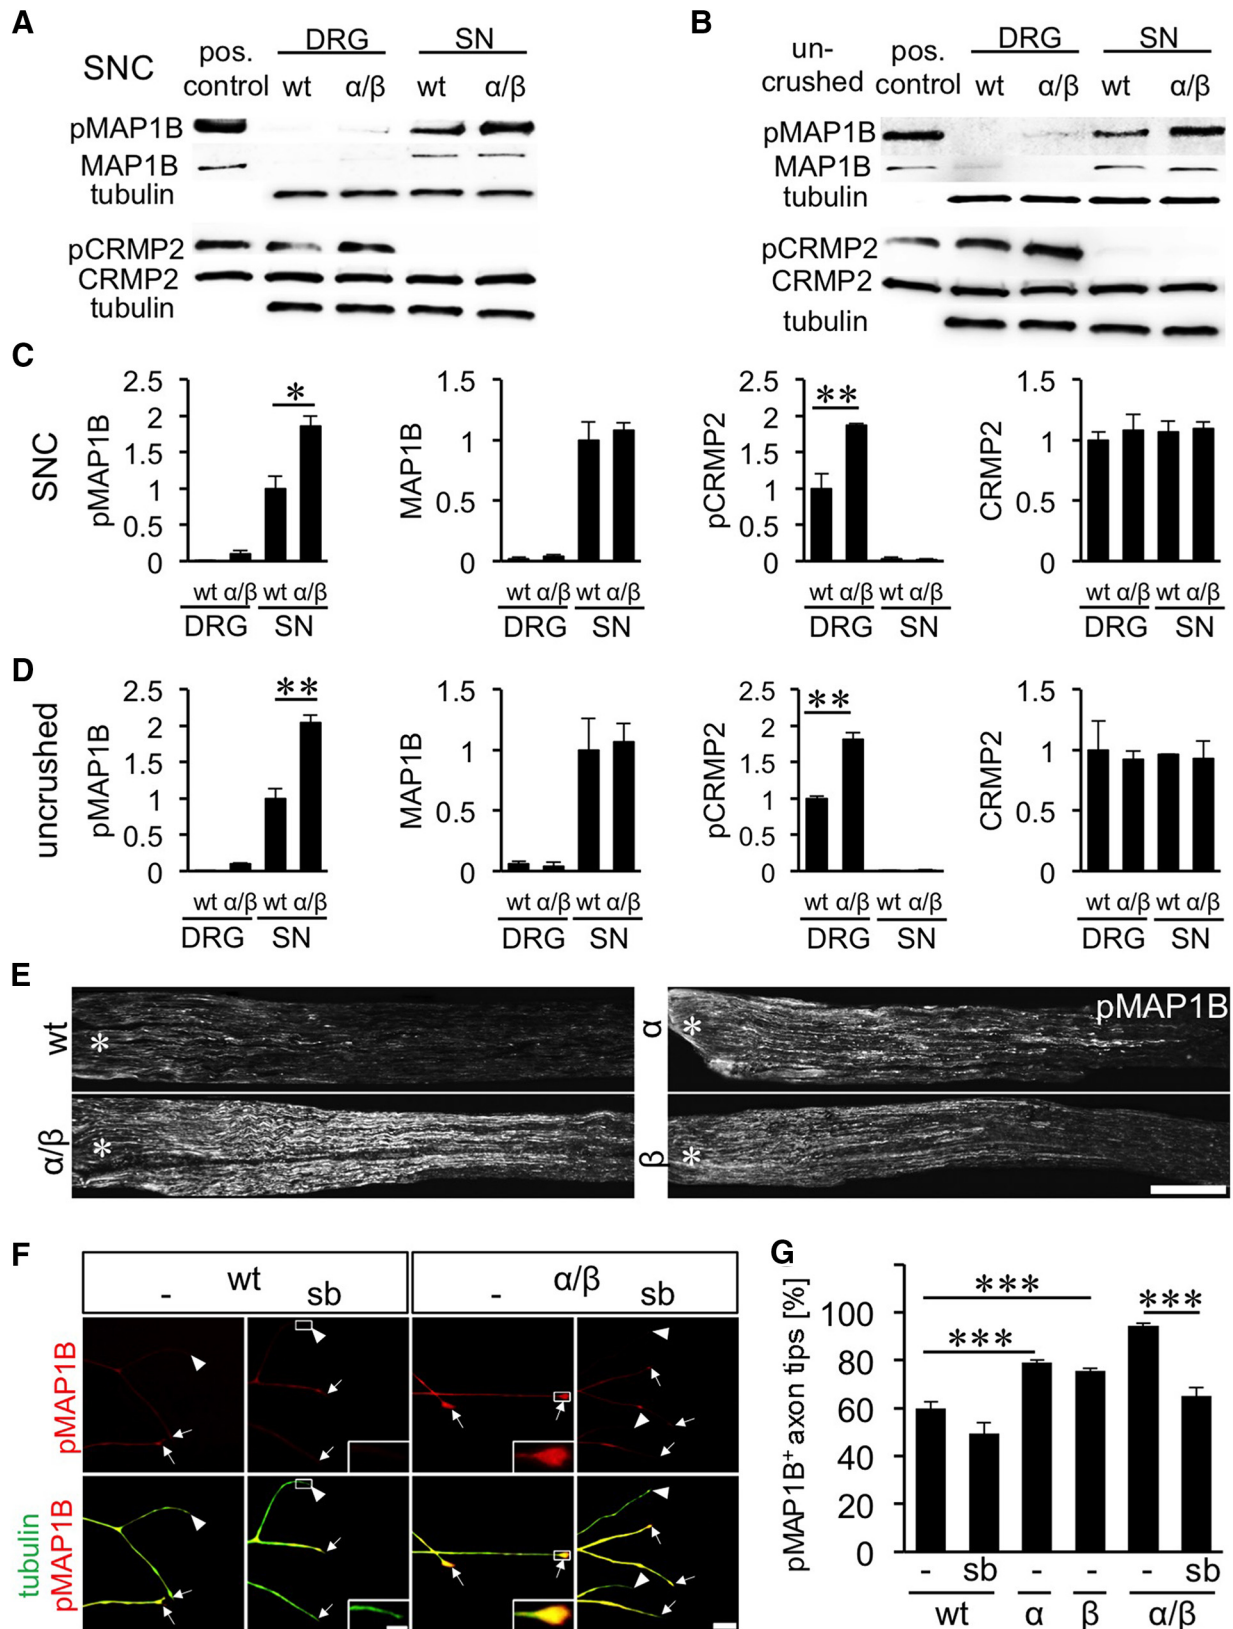 A
SNC
pos.
control
DRG
SN
wt
α/β
wt
α/β
pMAP1B
MAP1B
tubulin
pCRMP2
CRMP2
tubulin
B
un-
crushed
pos.
control
DRG
SN
wt
α/β
wt
α/β
pMAP1B
MAP1B
tubulin
pCRMP2
CRMP2
tubulin
C
SNC
pMAP1B
2.5
2
1.5
1
0.5
0
*
wt α/β wt α/β
DRG SN
MAP1B
1.5
1
0.5
0
wt α/β wt α/β
DRG SN
pCRMP2
2.5
2
1.5
1
0.5
0
**
wt α/β wt α/β
DRG SN
CRMP2
1.5
1
0.5
0
wt α/β wt α/β
DRG SN
D
uncrushed
pMAP1B
2.5
2
1.5
1
0.5
0
**
wt α/β wt α/β
DRG SN
MAP1B
1.5
1
0.5
0
wt α/β wt α/β
DRG SN
pCRMP2
2.5
2
1.5
1
0.5
0
**
wt α/β wt α/β
DRG SN
CRMP2
1.5
1
0.5
0
wt α/β wt α/β
DRG SN
E
wt
*
α
*
pMAP1B
α/β
*
β
*
F
wt
- sb
α/β
- sb
pMAP1B
tubulin
pMAP1B
G
pMAP1B+ axon tips [%]
100
80
60
40
20
0
***
***
***
- sb - - - sb
wt α β α/β